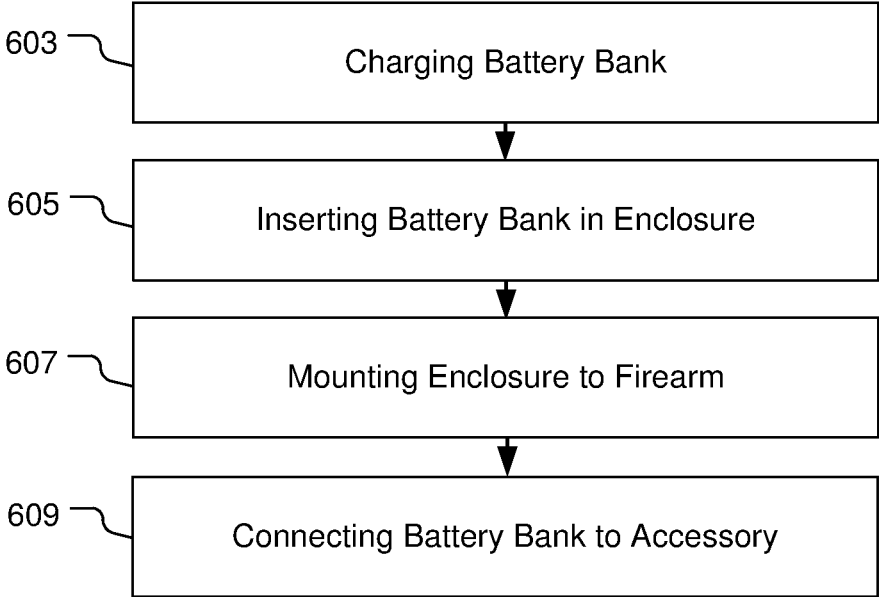 603
Charging Battery Bank
605
Inserting Battery Bank in Enclosure
607
Mounting Enclosure to Firearm
609
Connecting Battery Bank to Accessory